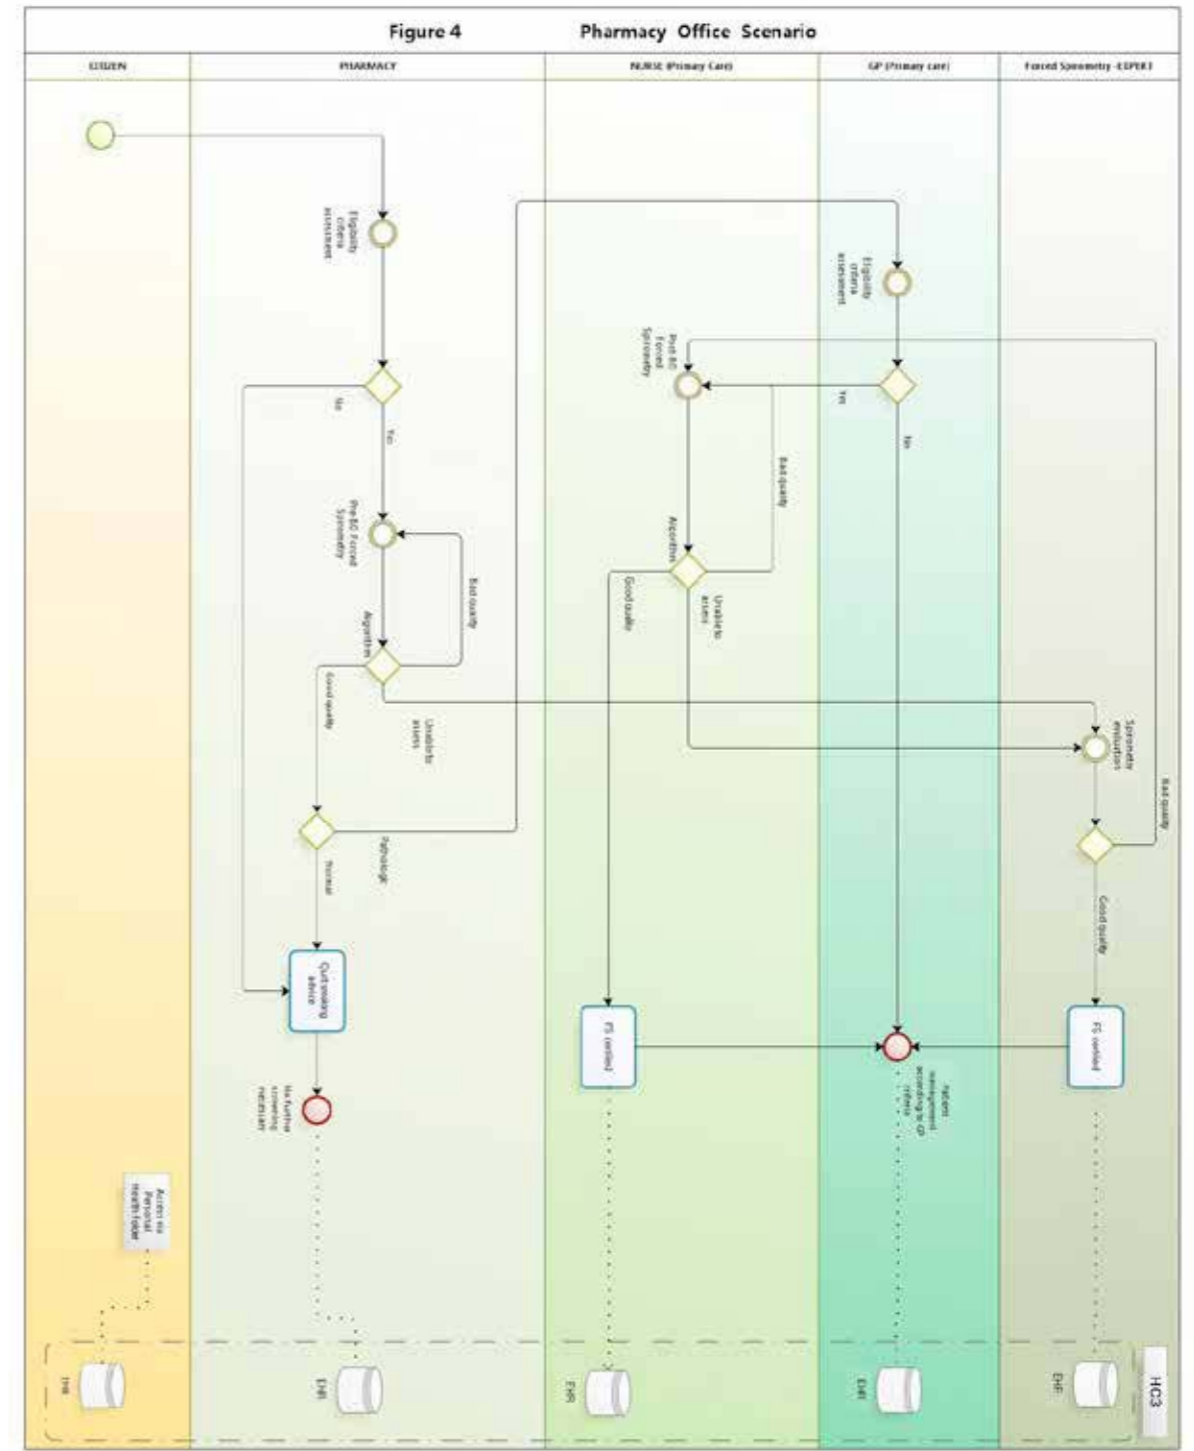 Figure 4
Pharmacy Office Scenario
CITIZEN
PHARMACY
NURSE (Primary Care)
GP (Primary care)
Forced Spirometry -EXPERT
Eligibility
criteria
assessment
No
Yes
Pre-BD Forced
Spirometry
Bad quality
Algorithm
Good quality
Unable to
assess
Pathologic
Normal
Quit smoking
advice
No further
screening
necessary
Eligibility
criteria
assessment
Yes
No
Post-BD
Forced
Spirometry
Bad quality
Algorithm
Unable to
assess
Good quality
Spirometry
evaluation
Bad quality
Good quality
FS certified
FS certified
Patient
management
according to GP
criteria
Access via
Personal
Health Folder
EHR
EHR
EHR
EHR
EHR
HC3